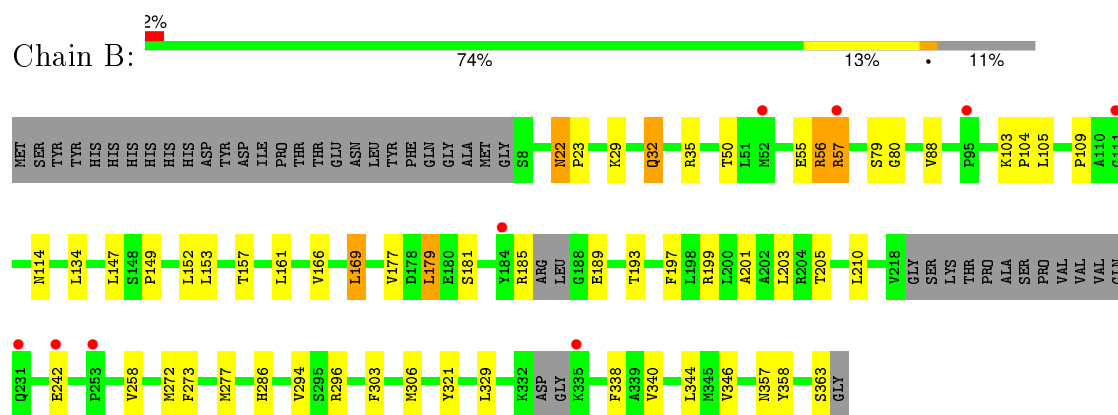 2%
Chain B:
74% 13% • 11%
MET SER TYR TYR HIS HIS HIS HIS HIS HIS HIS ASP TYR ASP ILE PRO THR THR GLU ASN LEU TYR PHE GLN GLY ALA MET GLY S8 N22 P23 K29 Q32 R35 T50 L51 M52 E55 R56 R57 S79 G80 V88 P95 K103 P104 L105 P109 A110 G111
N114 L134 L147 S148 P149 L152 L153 T157 L161 V166 L169 V177 D178 L179 E180 S181 Y184 R185 ARG LEU G188 E189 T193 F197 L198 R199 L200 A201 A202 L203 R204 T205 L210 V218 GLY SER LYS THR PRO ALA SER PRO VAL VAL VAL GLN
Q231 E242 P253 V258 M272 F273 M277 H286 V294 S295 R296 F303 M306 Y321 L329 K332 ASP GLY K335 F338 A339 V340 L344 M345 V346 N357 Y358 S363 GLY